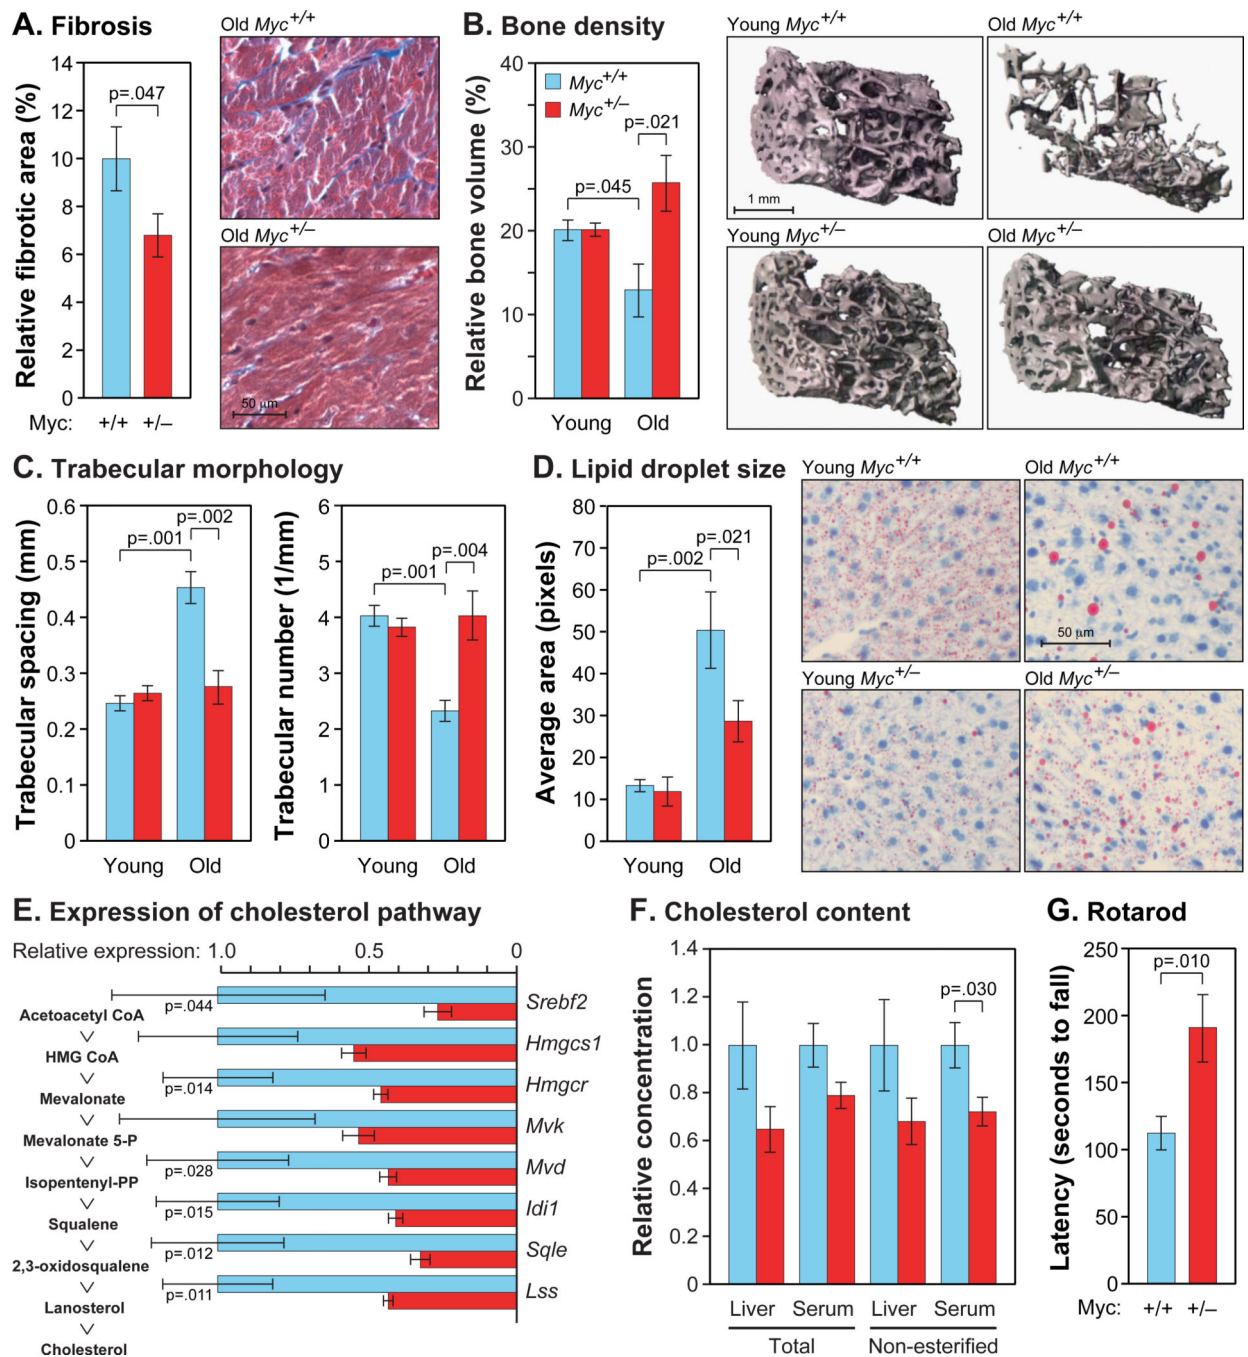 A. Fibrosis
Relative fibrotic area (%)
14
12
10
8
6
4
2
0
p=.047
Myc: +/+ +/–
Old Myc+/+
Old Myc+/–
50 µm
B. Bone density
Relative bone volume (%)
40
30
20
10
0
Myc+/+
Myc+/–
p=.021
p=.045
Young Old
Young Myc+/+
Old Myc+/+
1 mm
Young Myc+/–
Old Myc+/–
C. Trabecular morphology
Trabecular spacing (mm)
0.6
0.5
0.4
0.3
0.2
0.1
0
p=.002
p=.001
Young Old
Trabecular number (1/mm)
6
5
4
3
2
1
0
p=.004
p=.001
Young Old
D. Lipid droplet size
Average area (pixels)
80
70
60
50
40
30
20
10
0
p=.021
p=.002
Young Old
Young Myc+/+
Old Myc+/+
50 µm
Young Myc+/–
Old Myc+/–
E. Expression of cholesterol pathway
Relative expression: 1.0 0.5 0
p=.044
Srebf2
Acetoacetyl CoA
Hmgcs1
HMG CoA
p=.014
Hmgcr
Mevalonate
Mvk
Mevalonate 5-P
p=.028
Mvd
Isopentenyl-PP
p=.015
Idi1
Squalene
p=.012
Sqle
2,3-oxidosqualene
p=.011
Lss
Lanosterol
Cholesterol
F. Cholesterol content
Relative concentration
1.4
1.2
1.0
0.8
0.6
0.4
0.2
0
p=.030
Liver Serum Liver Serum
Total Non-esterified
G. Rotarod
Latency (seconds to fall)
250
200
150
100
50
0
p=.010
Myc: +/+ +/–